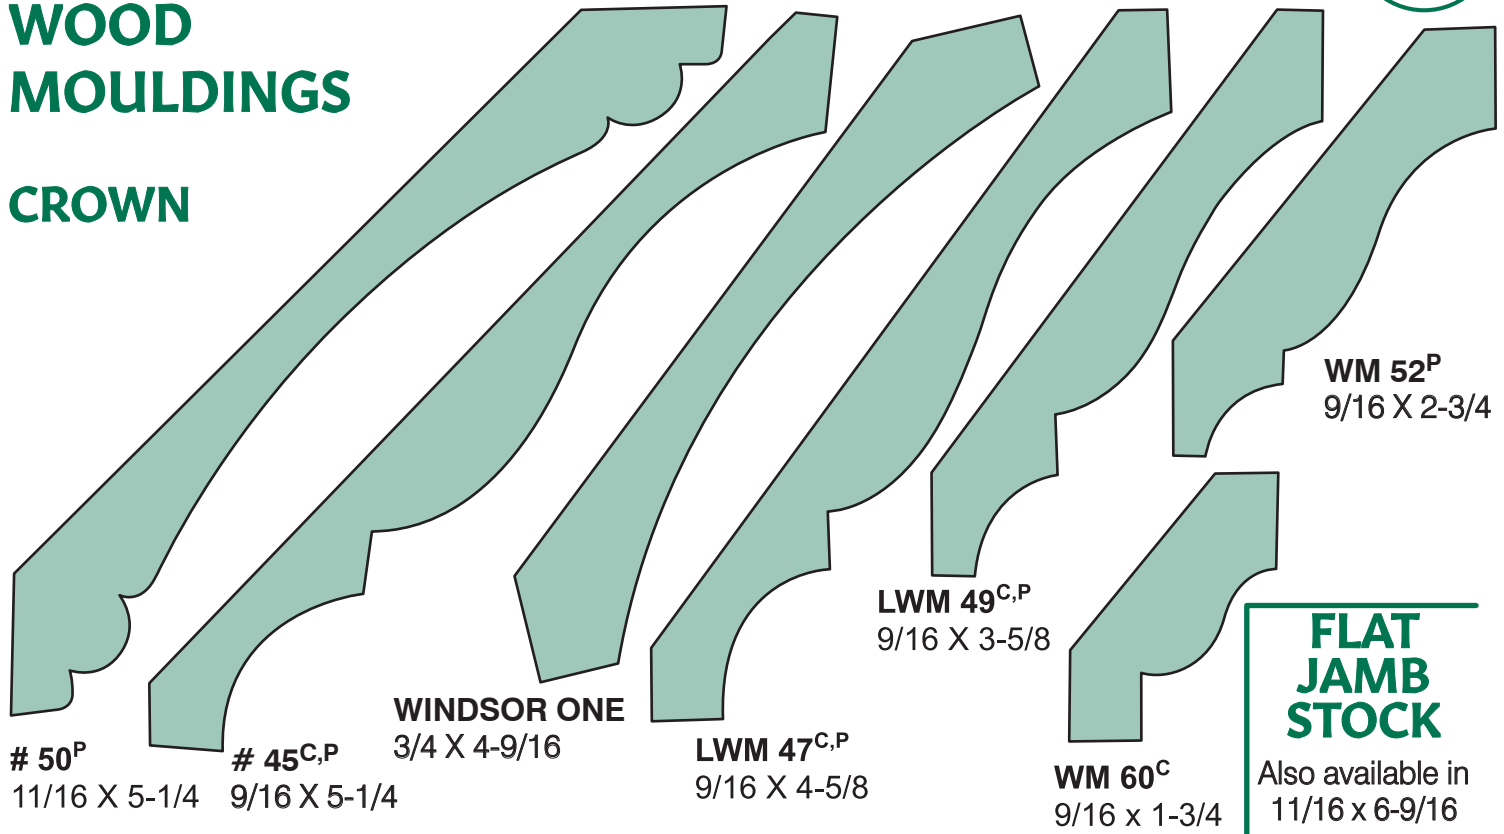 WOOD
MOULDINGS
CROWN
# 50P
11/16 X 5-1/4
# 45C,P
9/16 X 5-1/4
WINDSOR ONE
3/4 X 4-9/16
LWM 47C,P
9/16 X 4-5/8
LWM 49C,P
9/16 X 3-5/8
WM 52P
9/16 X 2-3/4
WM 60C
9/16 x 1-3/4
FLAT
JAMB
STOCK
Also available in
11/16 x 6-9/16